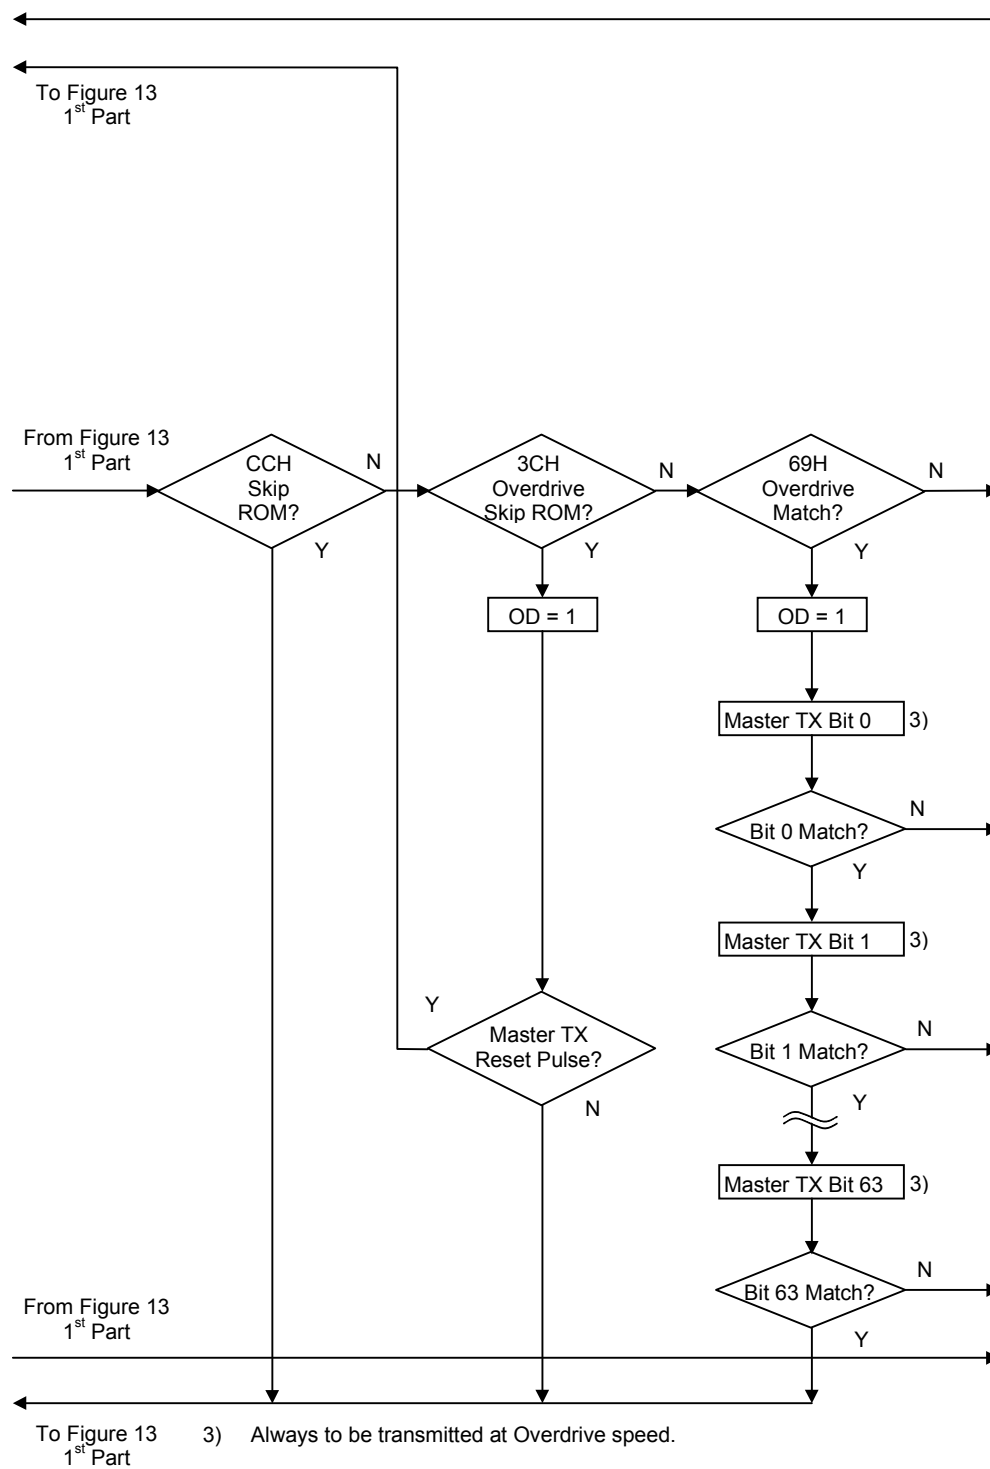 To Figure 13
1st Part
From Figure 13
1st Part
CCH
Skip
ROM?
N
Y
3CH
Overdrive
Skip ROM?
N
Y
69H
Overdrive
Match?
N
Y
OD = 1
OD = 1
Master TX Bit 0
3)
Bit 0 Match?
N
Y
Master TX Bit 1
3)
Y
Master TX
Reset Pulse?
N
Bit 1 Match?
N
Y
Master TX Bit 63
3)
Bit 63 Match?
N
Y
From Figure 13
1st Part
To Figure 13
1st Part
3) Always to be transmitted at Overdrive speed.